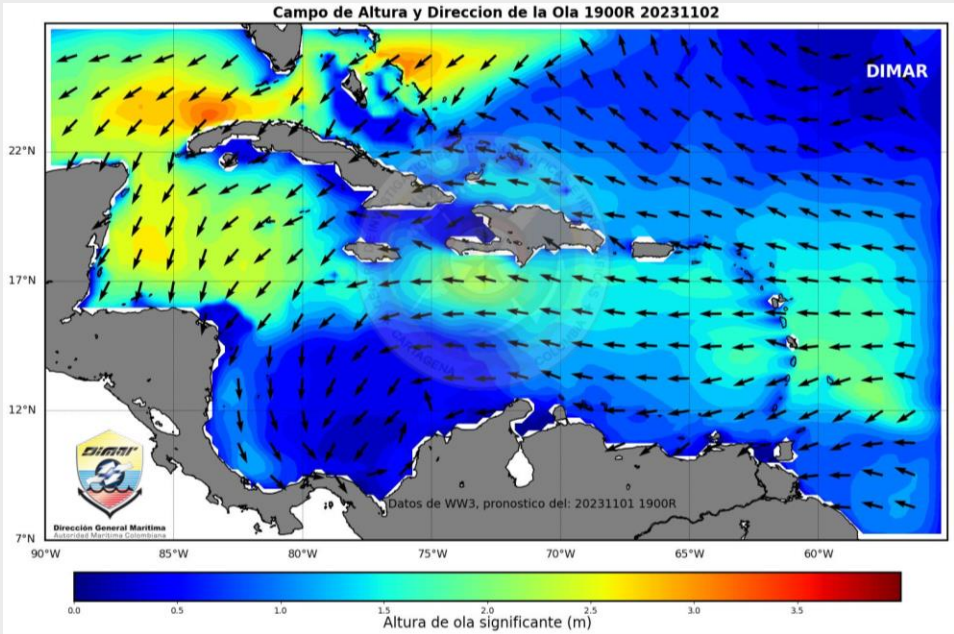 Campo de Altura y Direccion de la Ola 1900R 20231102
DIMAR
22°N
17°N
12°N
7°N
CARTAGENA
COLOMBIA
Dimar
Dirección General Marítima
Autoridad Marítima Colombiana
Datos de WW3, pronostico del: 20231101 1900R
90°W 85°W 80°W 75°W 70°W 65°W 60°W
0.0 0.5 1.0 1.5 2.0 2.5 3.0 3.5
Altura de ola significante (m)